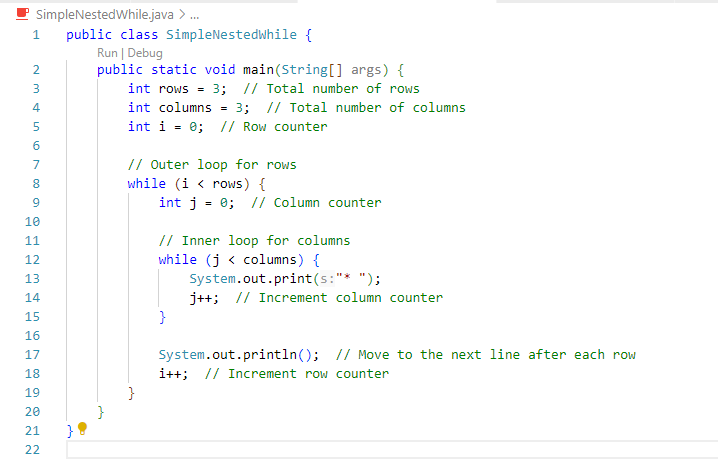 SimpleNestedWhile.java > ...
1 public class SimpleNestedWhile {
Run | Debug
2 public static void main(String[] args) {
3 int rows = 3;  // Total number of rows
4 int columns = 3;  // Total number of columns
5 int i = 0;  // Row counter
6
7 // Outer loop for rows
8 while (i < rows) {
9 int j = 0;  // Column counter
10
11 // Inner loop for columns
12 while (j < columns) {
13 System.out.print(s:"* ");
14 j++;  // Increment column counter
15 }
16
17 System.out.println();  // Move to the next line after each row
18 i++;  // Increment row counter
19 }
20 }
21 }
22